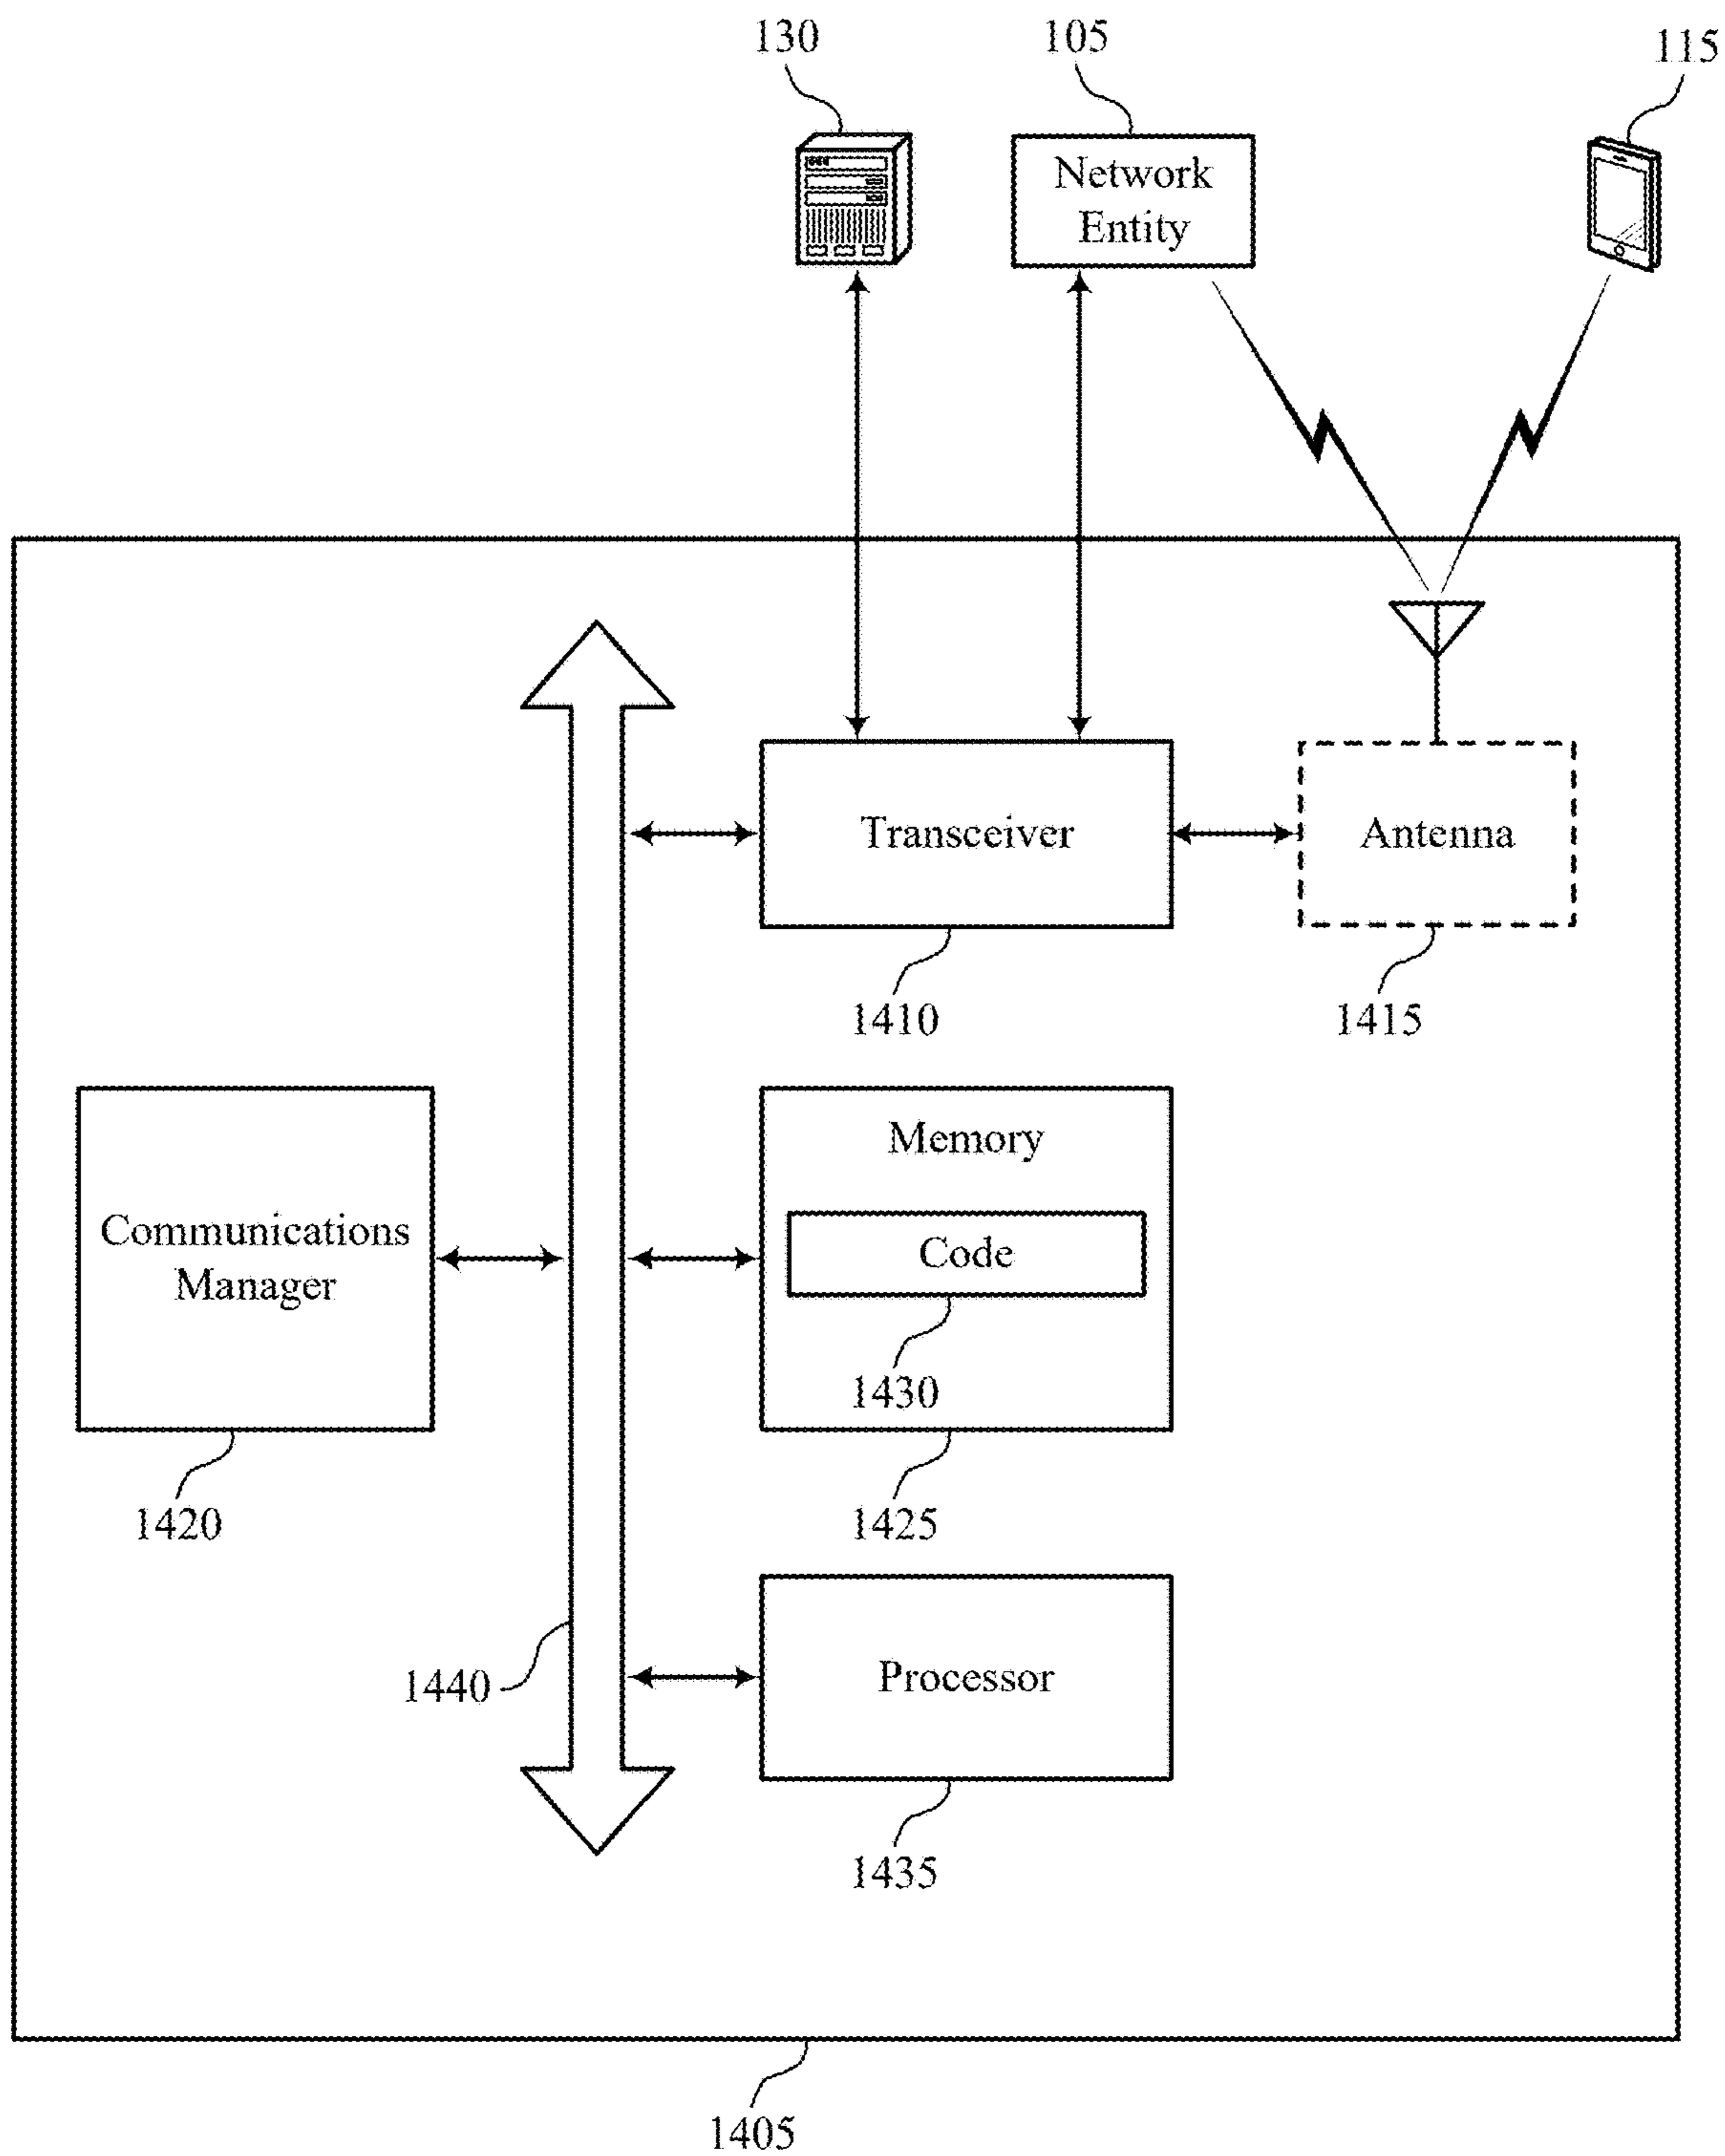 130
105
115
Network
Entity
Transceiver
Antenna
1410
1415
Memory
Communications
Manager
Code
1430
1420
1425
1440
Processor
1435
1405